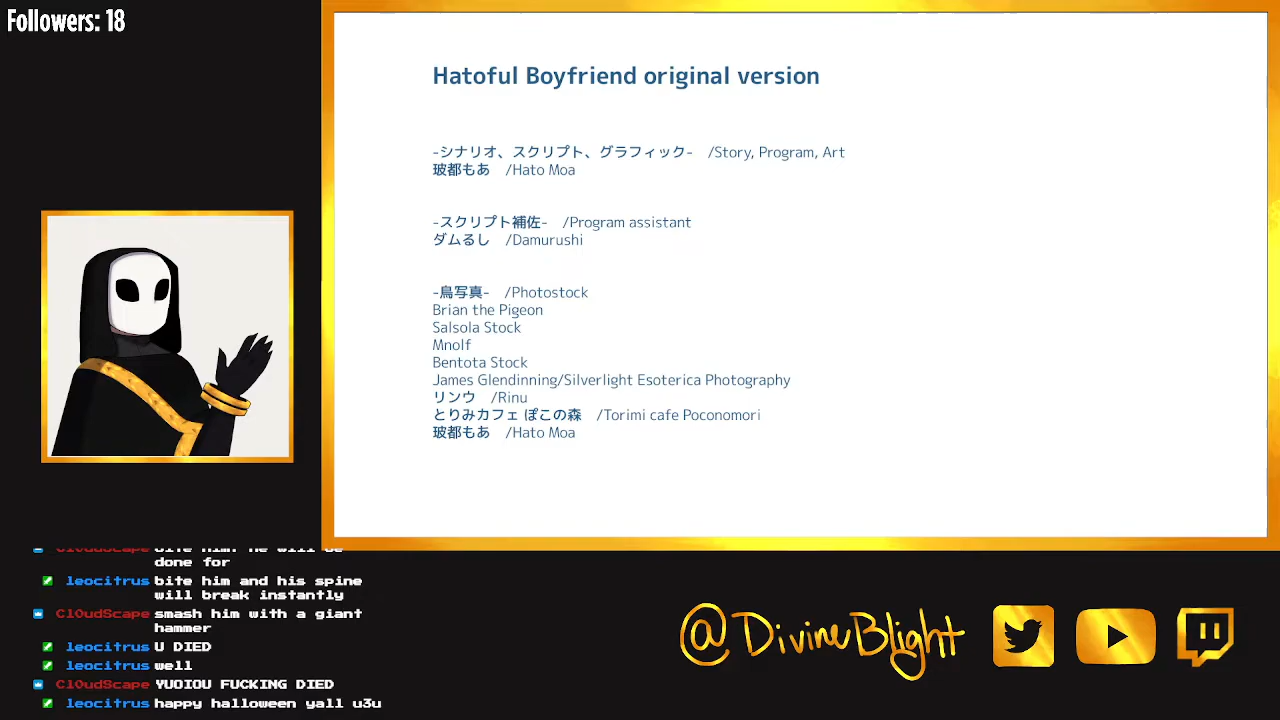 Followers: 18
Hatoful Boyfriend original version
-シナリオ、スクリプト、グラフィック- /Story, Program, Art
玻都もあ /Hato Moa
-スクリプト補佐- /Program assistant
ダムるし /Damurushi
-鳥写真- /Photostock
Brian the Pigeon
Salsola Stock
Mnolf
Bentota Stock
James Glendinning/Silverlight Esoterica Photography
リンウ /Rinu
とりみカフェ ぽこの森 /Torimi cafe Poconomori
玻都もあ /Hato Moa
Cl0udScape bite him. he will be
done for
leocitrus bite him and his spine
will break instantly
Cl0udScape smash him with a giant
hammer
leocitrus U DIED
leocitrus well
Cl0udScape YUOIOU FUCKING DIED
leocitrus happy halloween yall u3u
@DivineBlight